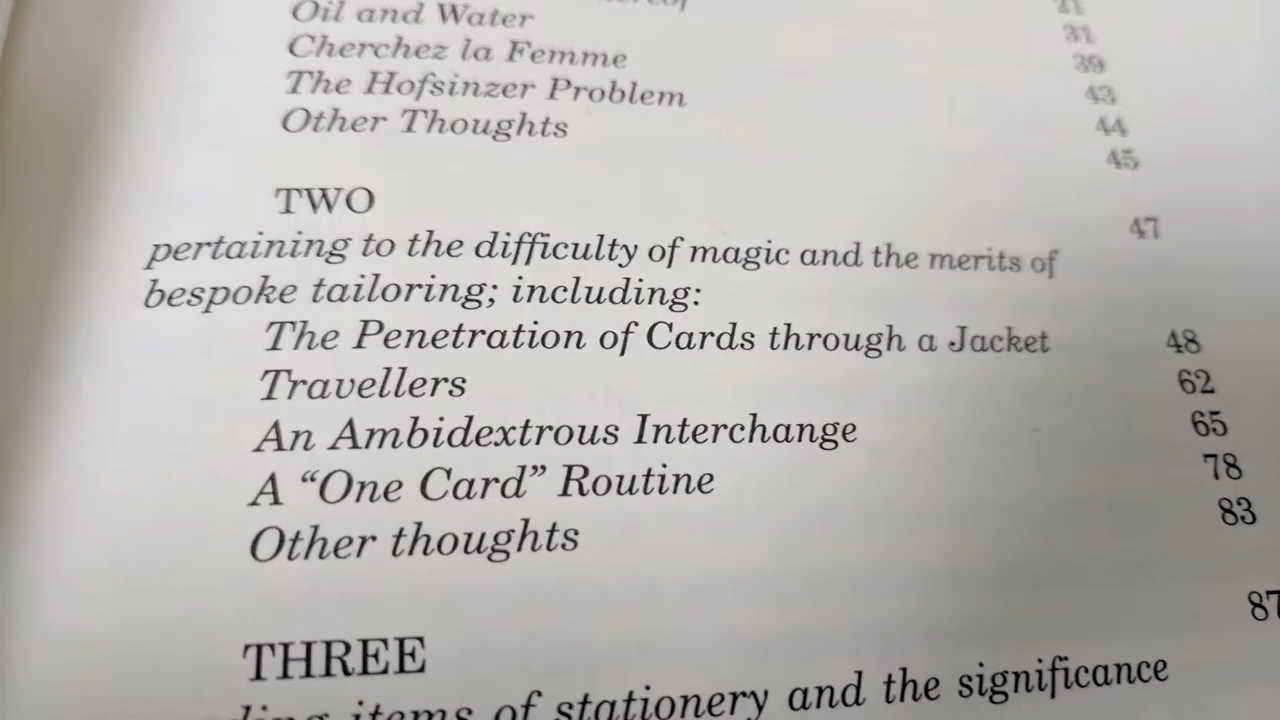 21
Oil and Water 31
Cherchez la Femme 39
The Hofsinzer Problem 43
Other Thoughts 44
45
TWO 47
pertaining to the difficulty of magic and the merits of
bespoke tailoring; including:
The Penetration of Cards through a Jacket 48
Travellers 62
An Ambidextrous Interchange 65
A “One Card” Routine 78
Other thoughts 83
THREE 87
items of stationery and the significance